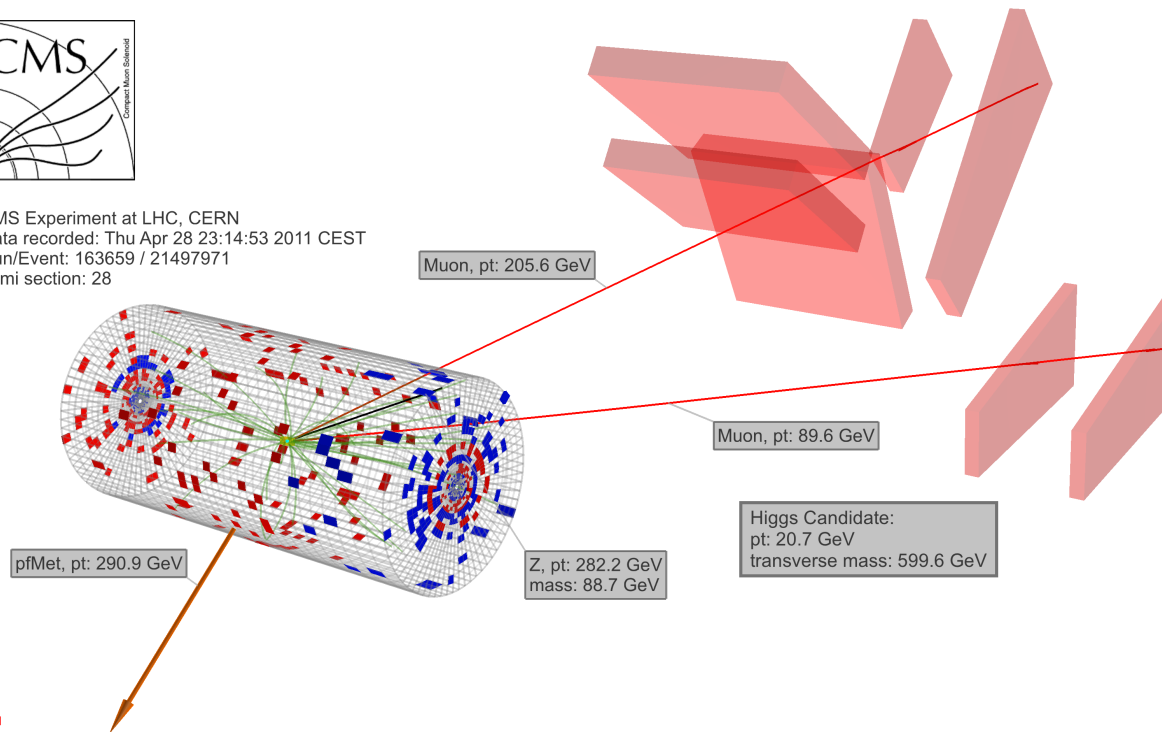 CMS
Compact Muon Solenoid
MS Experiment at LHC, CERN
ata recorded: Thu Apr 28 23:14:53 2011 CEST
un/Event: 163659 / 21497971
mi section: 28
Muon, pt: 205.6 GeV
Muon, pt: 89.6 GeV
Higgs Candidate:
pt: 20.7 GeV
transverse mass: 599.6 GeV
pfMet, pt: 290.9 GeV
Z, pt: 282.2 GeV
mass: 88.7 GeV